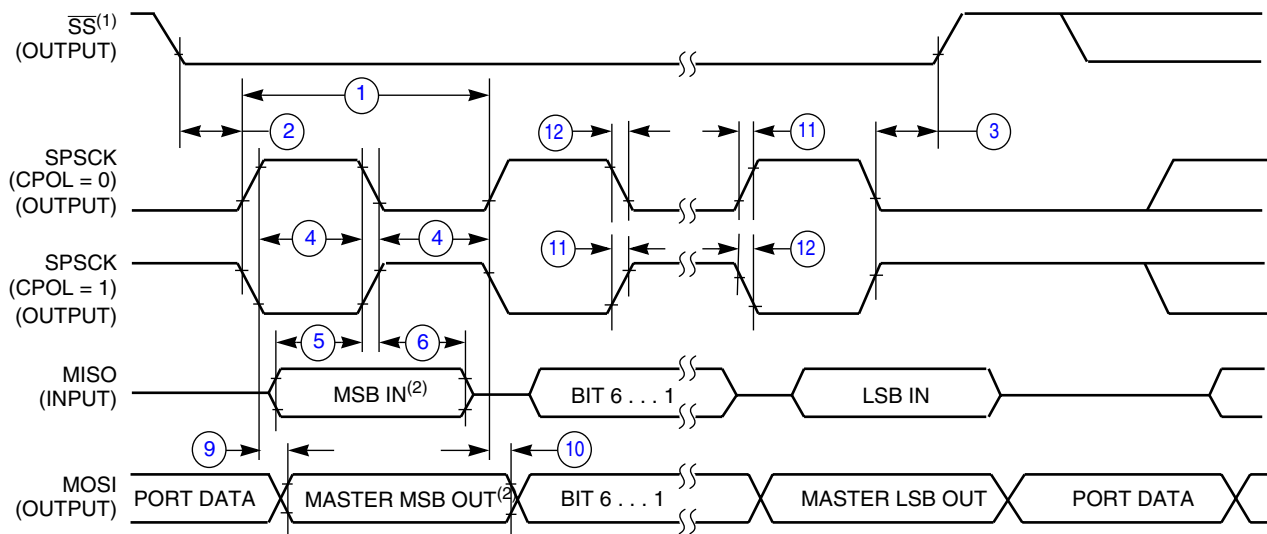 SS(1)
(OUTPUT)
1
2
12
11
3
SPSCK
(CPOL = 0)
(OUTPUT)
4
4
SPSCK
(CPOL = 1)
(OUTPUT)
11
12
5
6
MISO
(INPUT)
MSB IN(2)
BIT 6 . . . 1
LSB IN
9
10
MOSI
(OUTPUT)
PORT DATA
MASTER MSB OUT(2)
BIT 6 . . . 1
MASTER LSB OUT
PORT DATA